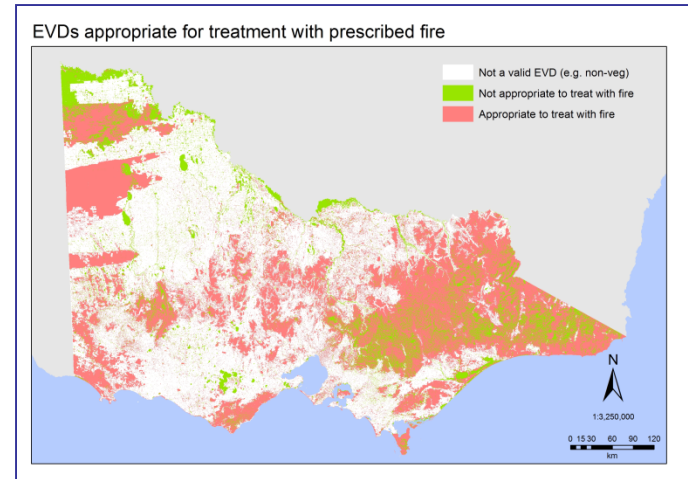 EVDs appropriate for treatment with prescribed fire
Not a valid EVD (e.g. non-veg)
Not appropriate to treat with fire
Appropriate to treat with fire
N
1:3,250,000
0 15 30 60 90 120
km